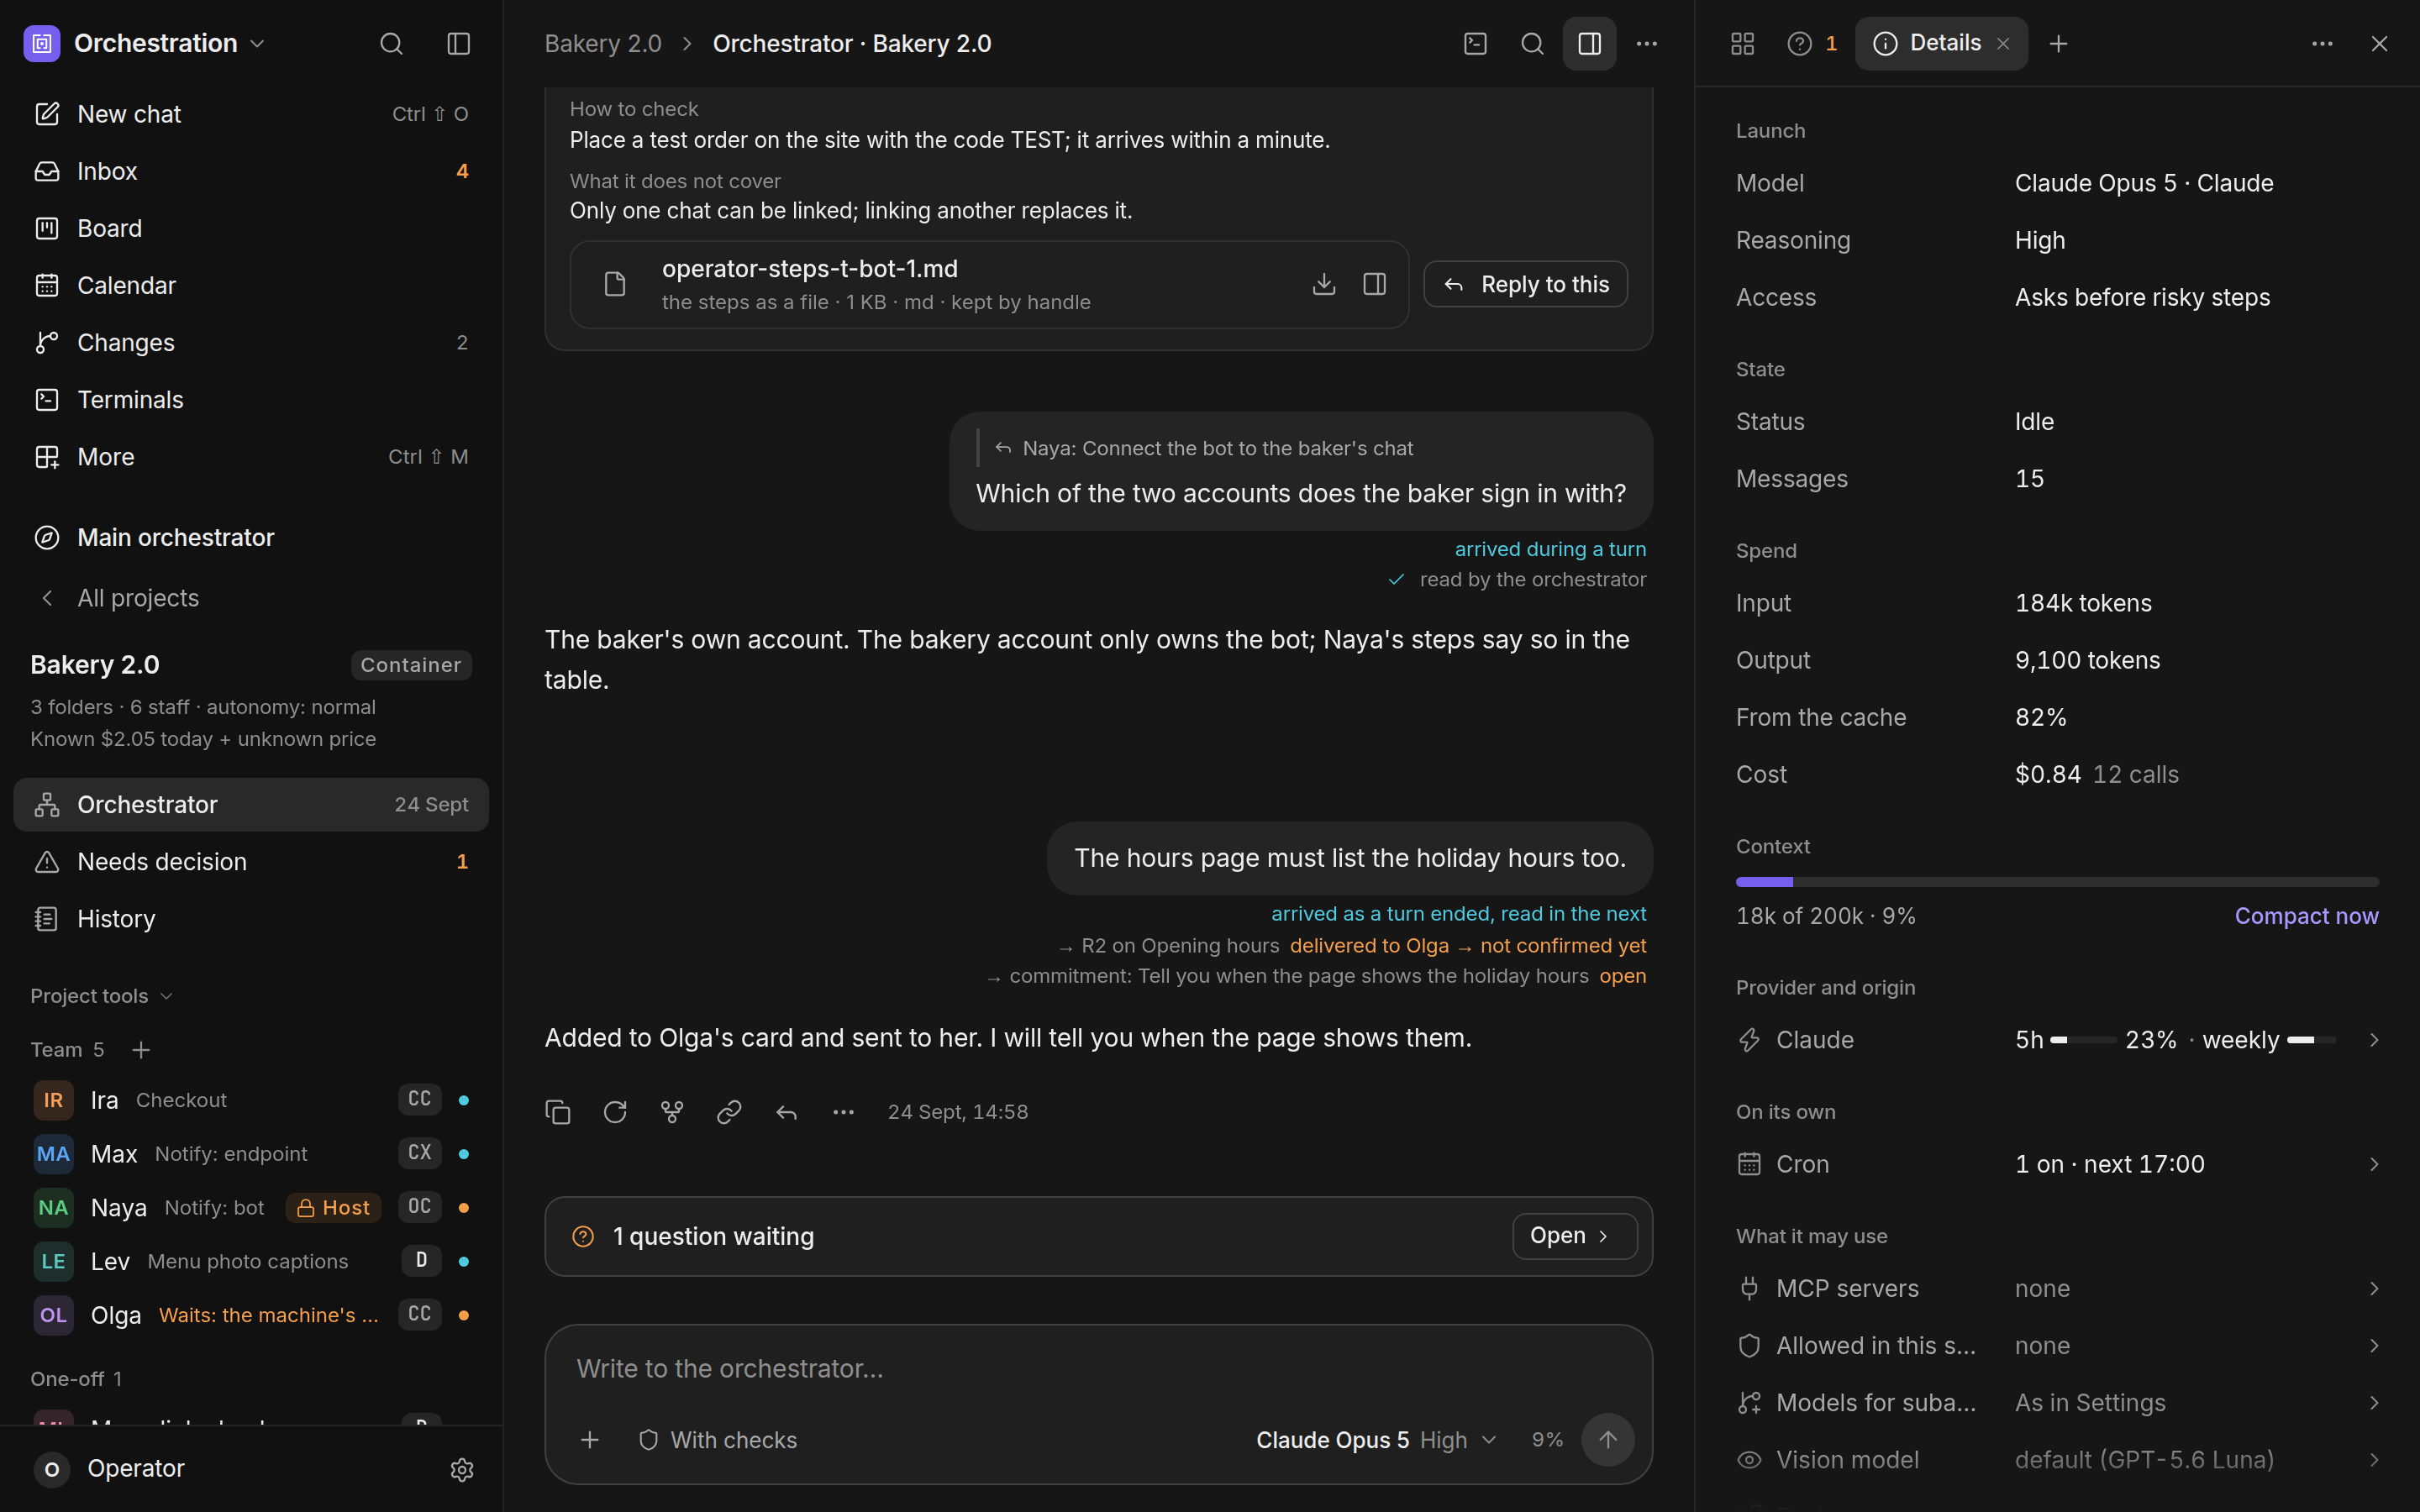 Orchestration
New chat Ctrl ⇧ O
Inbox 4
Board
Calendar
Changes 2
Terminals
More Ctrl ⇧ M
Main orchestrator
All projects
Bakery 2.0 Container
3 folders · 6 staff · autonomy: normal
Known $2.05 today + unknown price
Orchestrator 24 Sept
Needs decision 1
History
Project tools
Team 5
IR Ira Checkout CC
MA Max Notify: endpoint CX
NA Naya Notify: bot Host OC
LE Lev Menu photo captions D
OL Olga Waits: the machine's ... CC
One-off 1
O Operator
Bakery 2.0 > Orchestrator · Bakery 2.0
How to check
Place a test order on the site with the code TEST; it arrives within a minute.
What it does not cover
Only one chat can be linked; linking another replaces it.
operator-steps-t-bot-1.md
the steps as a file · 1 KB · md · kept by handle
Reply to this
Naya: Connect the bot to the baker's chat
Which of the two accounts does the baker sign in with?
arrived during a turn
read by the orchestrator
The baker's own account. The bakery account only owns the bot; Naya's steps say so in the
table.
The hours page must list the holiday hours too.
arrived as a turn ended, read in the next
→ R2 on Opening hours delivered to Olga → not confirmed yet
→ commitment: Tell you when the page shows the holiday hours open
Added to Olga's card and sent to her. I will tell you when the page shows them.
24 Sept, 14:58
1 question waiting Open
Write to the orchestrator...
With checks Claude Opus 5 High 9%
1 Details
Launch
Model Claude Opus 5 · Claude
Reasoning High
Access Asks before risky steps
State
Status Idle
Messages 15
Spend
Input 184k tokens
Output 9,100 tokens
From the cache 82%
Cost $0.84 12 calls
Context
18k of 200k · 9% Compact now
Provider and origin
Claude 5h 23% · weekly
On its own
Cron 1 on · next 17:00
What it may use
MCP servers none
Allowed in this s... none
Models for suba... As in Settings
Vision model default (GPT-5.6 Luna)